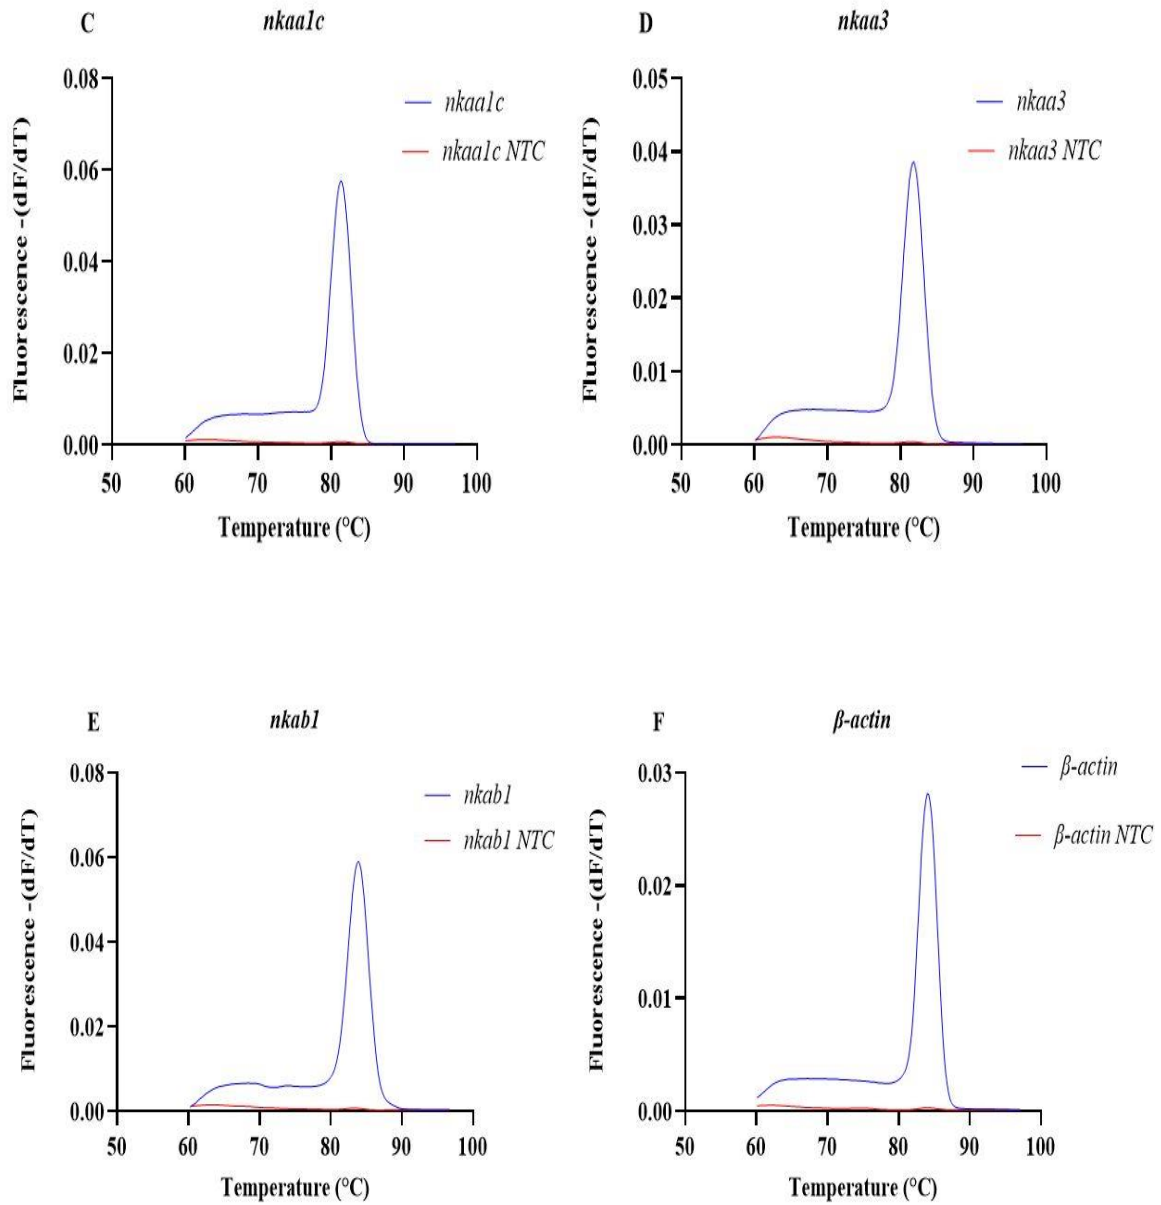 C nkaa1c
0.08
0.06
0.04
0.02
0.00
Fluorescence -(dF/dT)
nkaa1c
nkaa1c NTC
50 60 70 80 90 100
Temperature (°C)
D nkaa3
0.05
0.04
0.03
0.02
0.01
0.00
Fluorescence -(dF/dT)
nkaa3
nkaa3 NTC
50 60 70 80 90 100
Temperature (°C)
E nkab1
0.08
0.06
0.04
0.02
0.00
Fluorescence -(dF/dT)
nkab1
nkab1 NTC
50 60 70 80 90 100
Temperature (°C)
F β-actin
0.03
0.02
0.01
0.00
Fluorescence -(dF/dT)
β-actin
β-actin NTC
50 60 70 80 90 100
Temperature (°C)